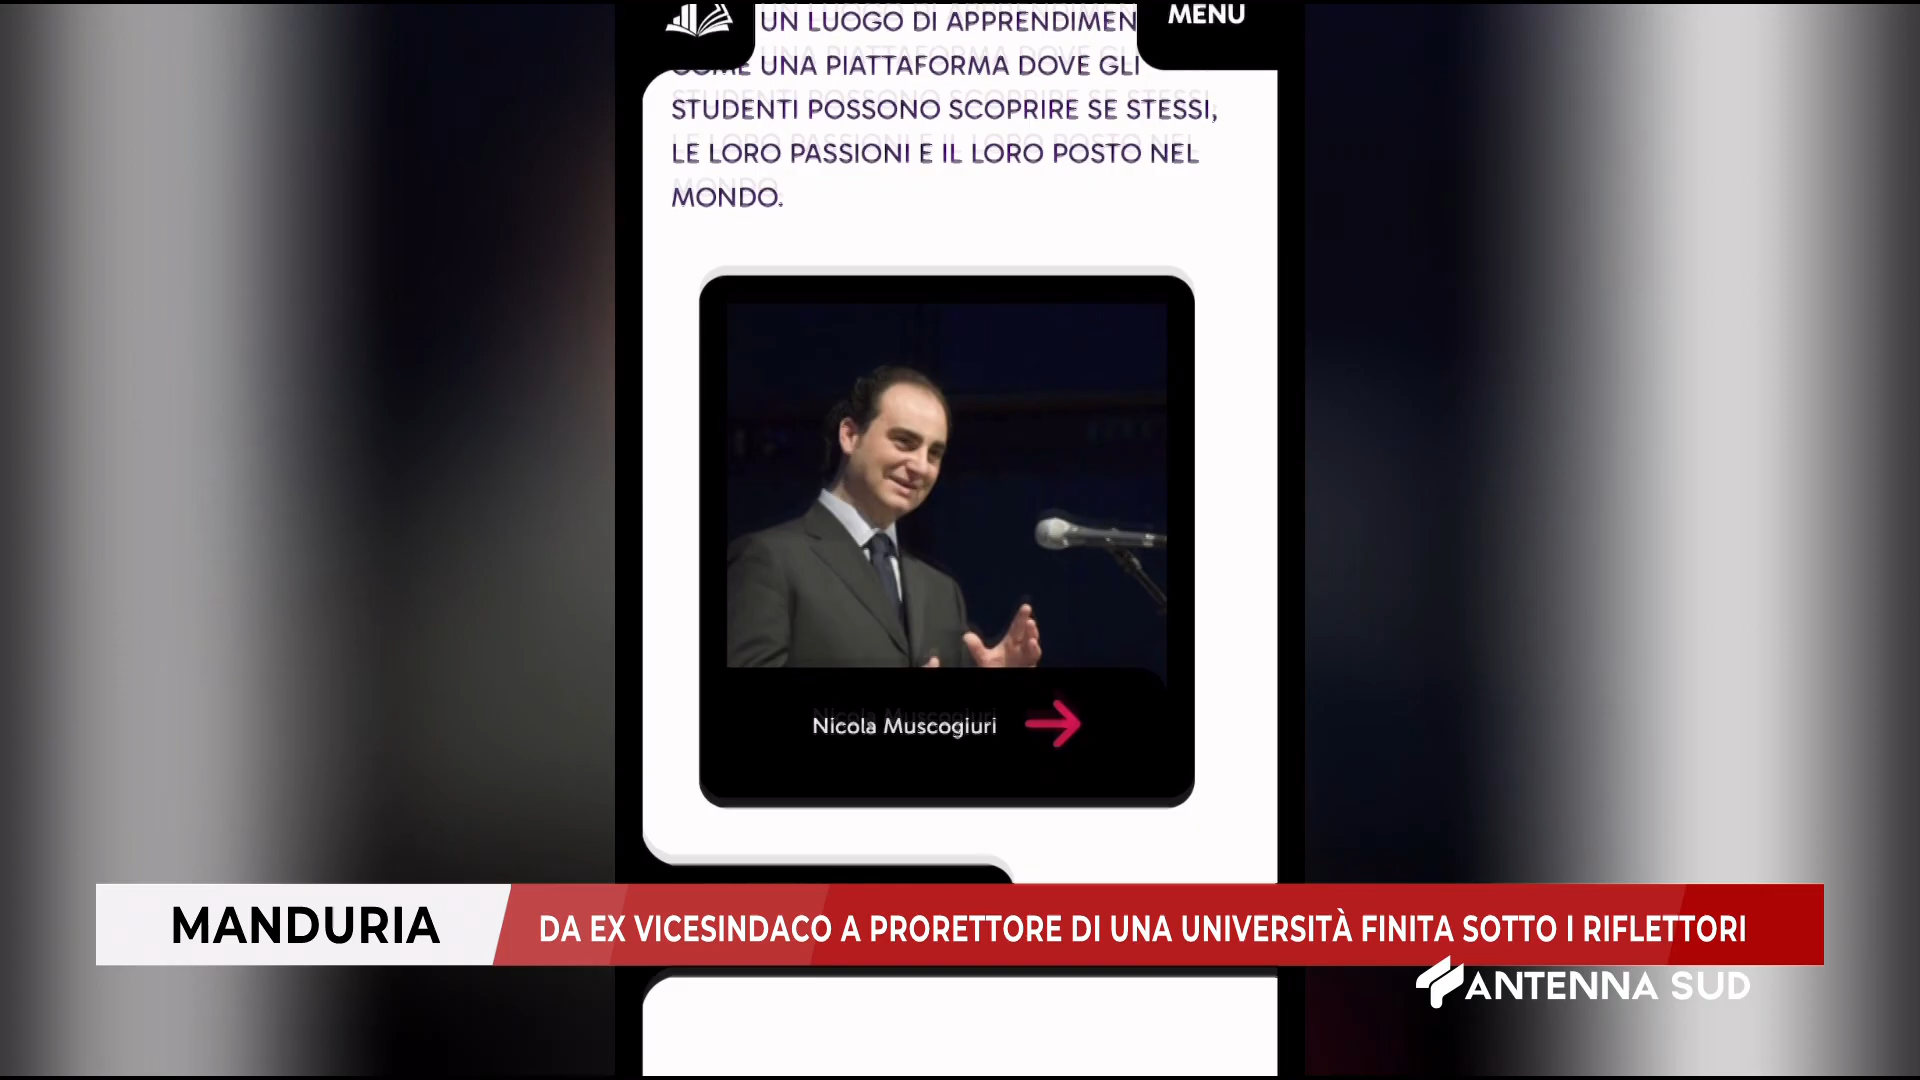 MENU
UN LUOGO DI APPRENDIMEN
COME UNA PIATTAFORMA DOVE GLI
STUDENTI POSSONO SCOPRIRE SE STESSI,
LE LORO PASSIONI E IL LORO POSTO NEL
MONDO.
Nicola Muscogiuri
MANDURIA
DA EX VICESINDACO A PRORETTORE DI UNA UNIVERSITÀ FINITA SOTTO I RIFLETTORI
ANTENNA SUD